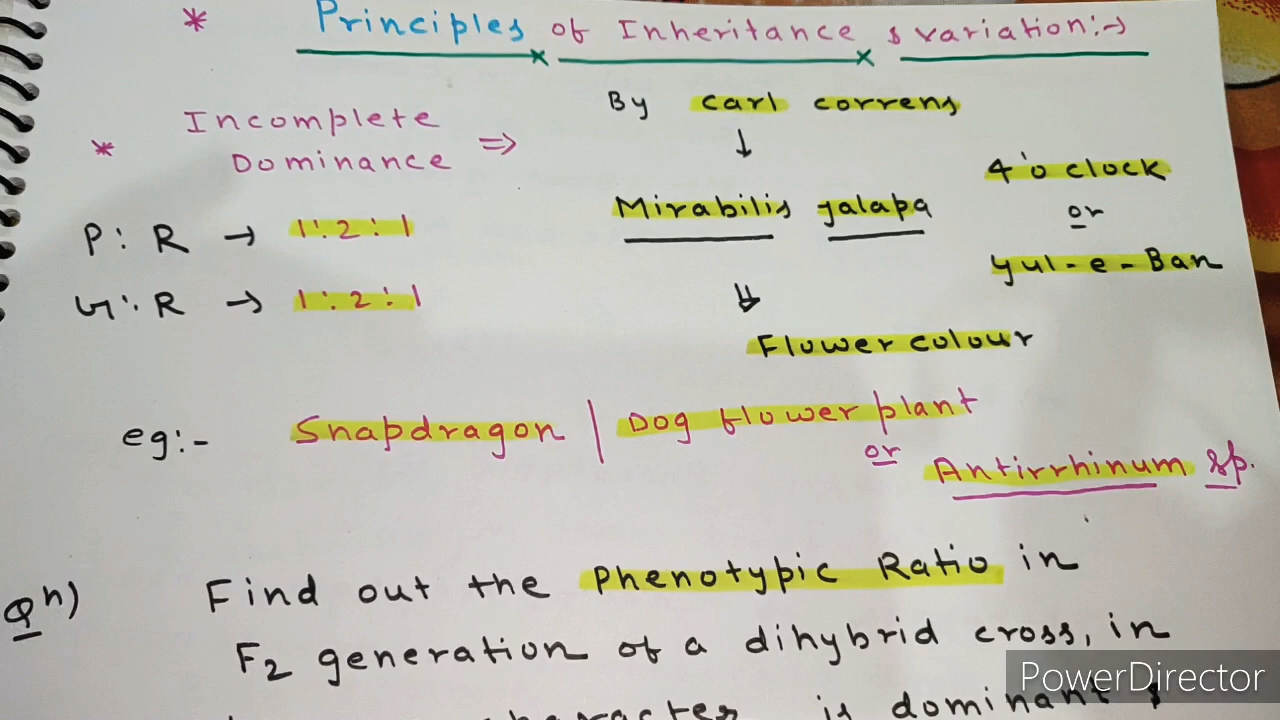 * Principles of Inheritance & variation:-
* Incomplete Dominance ⇒ By Carl Correns
↓
P: R → 1:2:1
G: R → 1:2:1
Mirabilis jalapa
4'o clock
or
gul-e-Ban
⇓
Flower colour
eg:- Snapdragon | Dog flower plant
or Antirrhinum sp.
Qn) Find out the Phenotypic Ratio in
F2 generation of a dihybrid cross, in
character is dominant &
PowerDirector